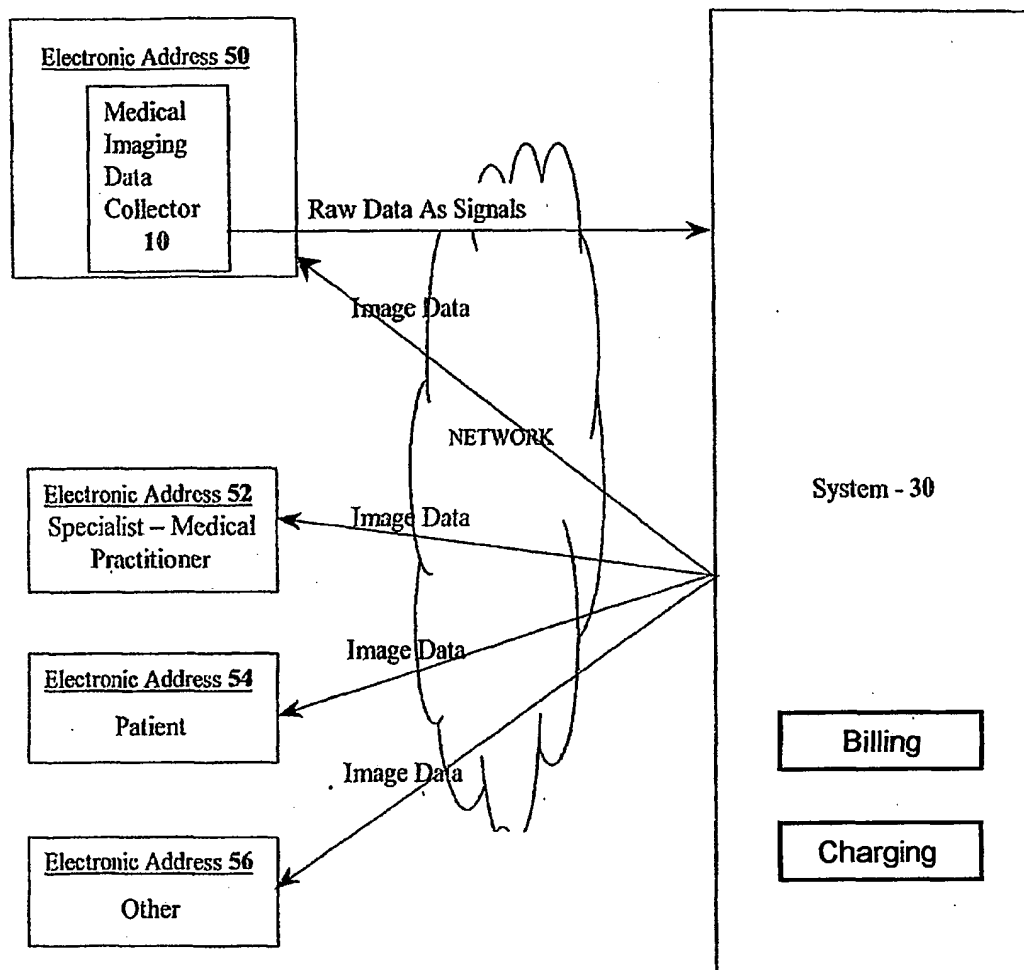 Electronic Address 50
Medical
Imaging
Data
Collector
10
Raw Data As Signals
Image Data
NETWORK
Electronic Address 52
Specialist – Medical
Practitioner
Image Data
System - 30
Image Data
Electronic Address 54
Patient
Image Data
Electronic Address 56
Other
Billing
Charging